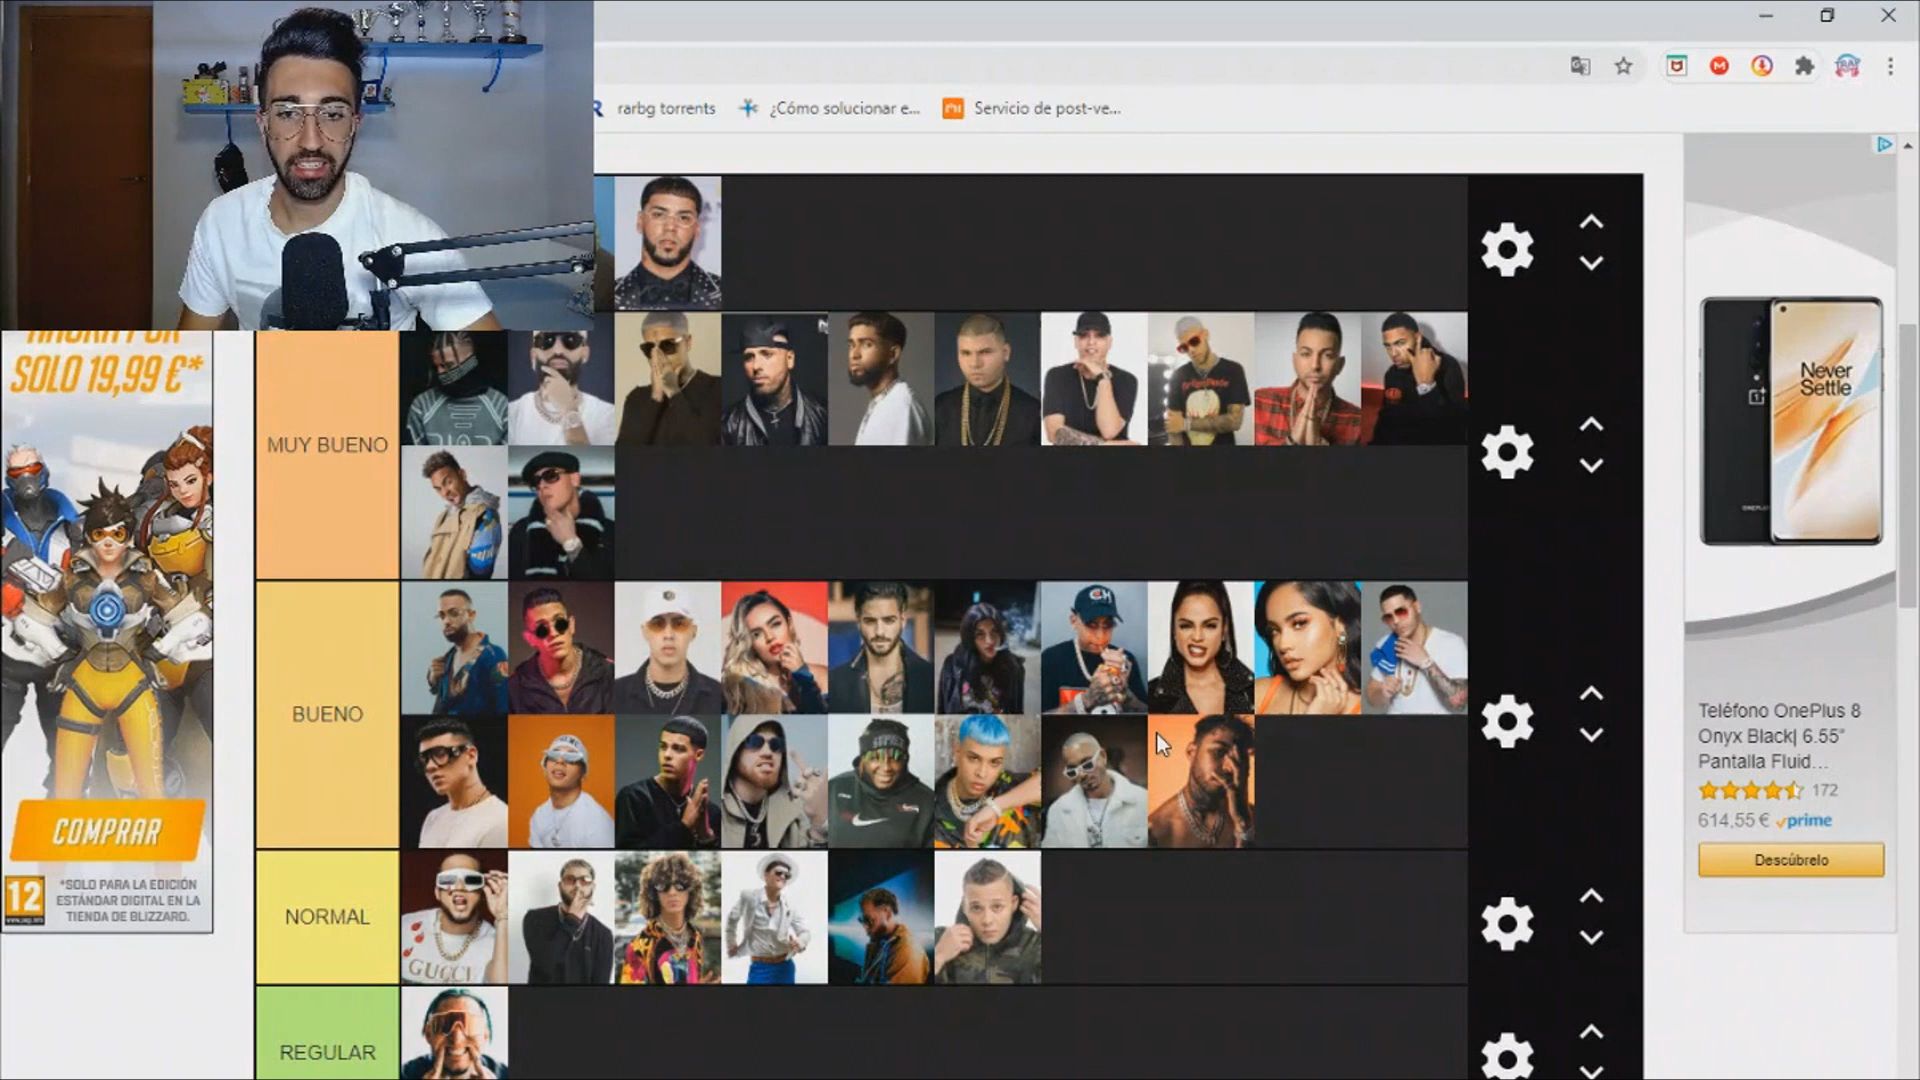 rarbg torrents
¿Cómo solucionar e...
Servicio de post-ve...
SOLO 19,99 €*
COMPRAR
12
*SOLO PARA LA EDICIÓN
ESTÁNDAR DIGITAL EN LA
TIENDA DE BLIZZARD.
MUY BUENO
BUENO
NORMAL
GUCCI
REGULAR
Never
Settle
Teléfono OnePlus 8
Onyx Black| 6.55"
Pantalla Fluid...
172
614,55 € prime
Descúbrelo